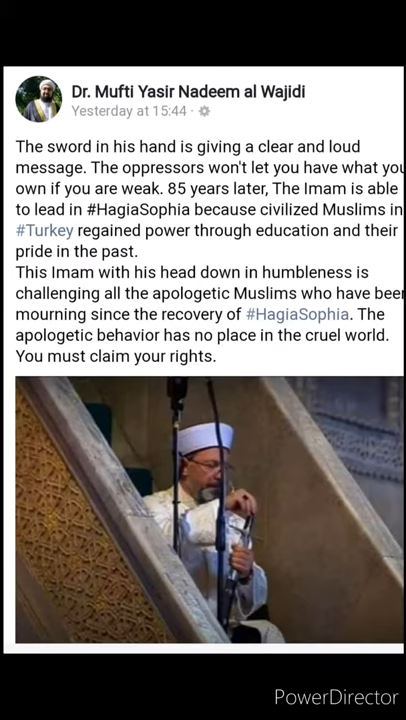 Dr. Mufti Yasir Nadeem al Wajidi
Yesterday at 15:44 ·
The sword in his hand is giving a clear and loud
message. The oppressors won't let you have what you
own if you are weak. 85 years later, The Imam is able
to lead in #HagiaSophia because civilized Muslims in
#Turkey regained power through education and their
pride in the past.
This Imam with his head down in humbleness is
challenging all the apologetic Muslims who have been
mourning since the recovery of #HagiaSophia. The
apologetic behavior has no place in the cruel world.
You must claim your rights.
PowerDirector